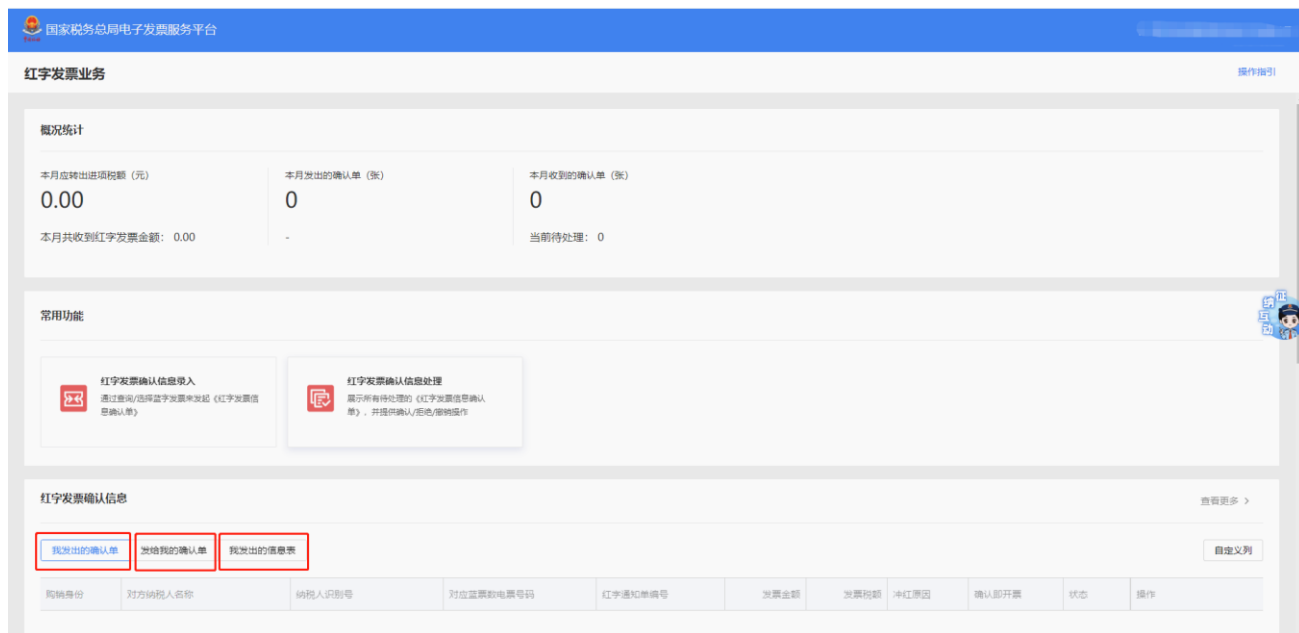 国家税务总局电子发票服务平台
红字发票业务
操作指引
概况统计
本月应转出进项税额（元）
本月发出的确认单（张）
本月收到的确认单（张）
0.00
0
0
本月共收到红字发票金额： 0.00
-
当前待处理： 0
征
纳
互
动
常用功能
红字发票确认信息录入
通过查询/选择蓝字发票来发起《红字发票信
息确认单》
红字发票确认信息处理
展示所有待处理的《红字发票信息确认
单》，并提供确认/拒绝/撤销操作
红字发票确认信息
查看更多 >
我发出的确认单
发给我的确认单
我发出的信息表
自定义列
购销身份
对方纳税人名称
纳税人识别号
对应蓝票数电票号码
红字通知单编号
发票金额
发票税额
冲红原因
确认即开票
状态
操作